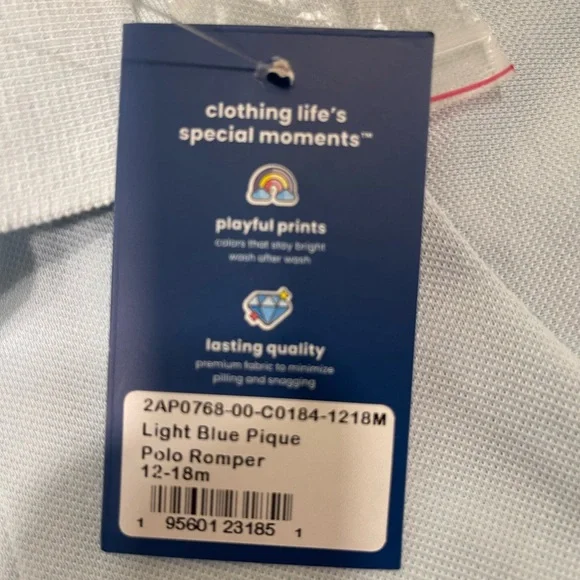 clothing life's
special moments™
playful prints
colors that stay bright
wash after wash
lasting quality
premium fabric to minimize
pilling and snagging
2AP0768-00-C0184-1218M
Light Blue Pique
Polo Romper
12-18m
1 95601 23185 1